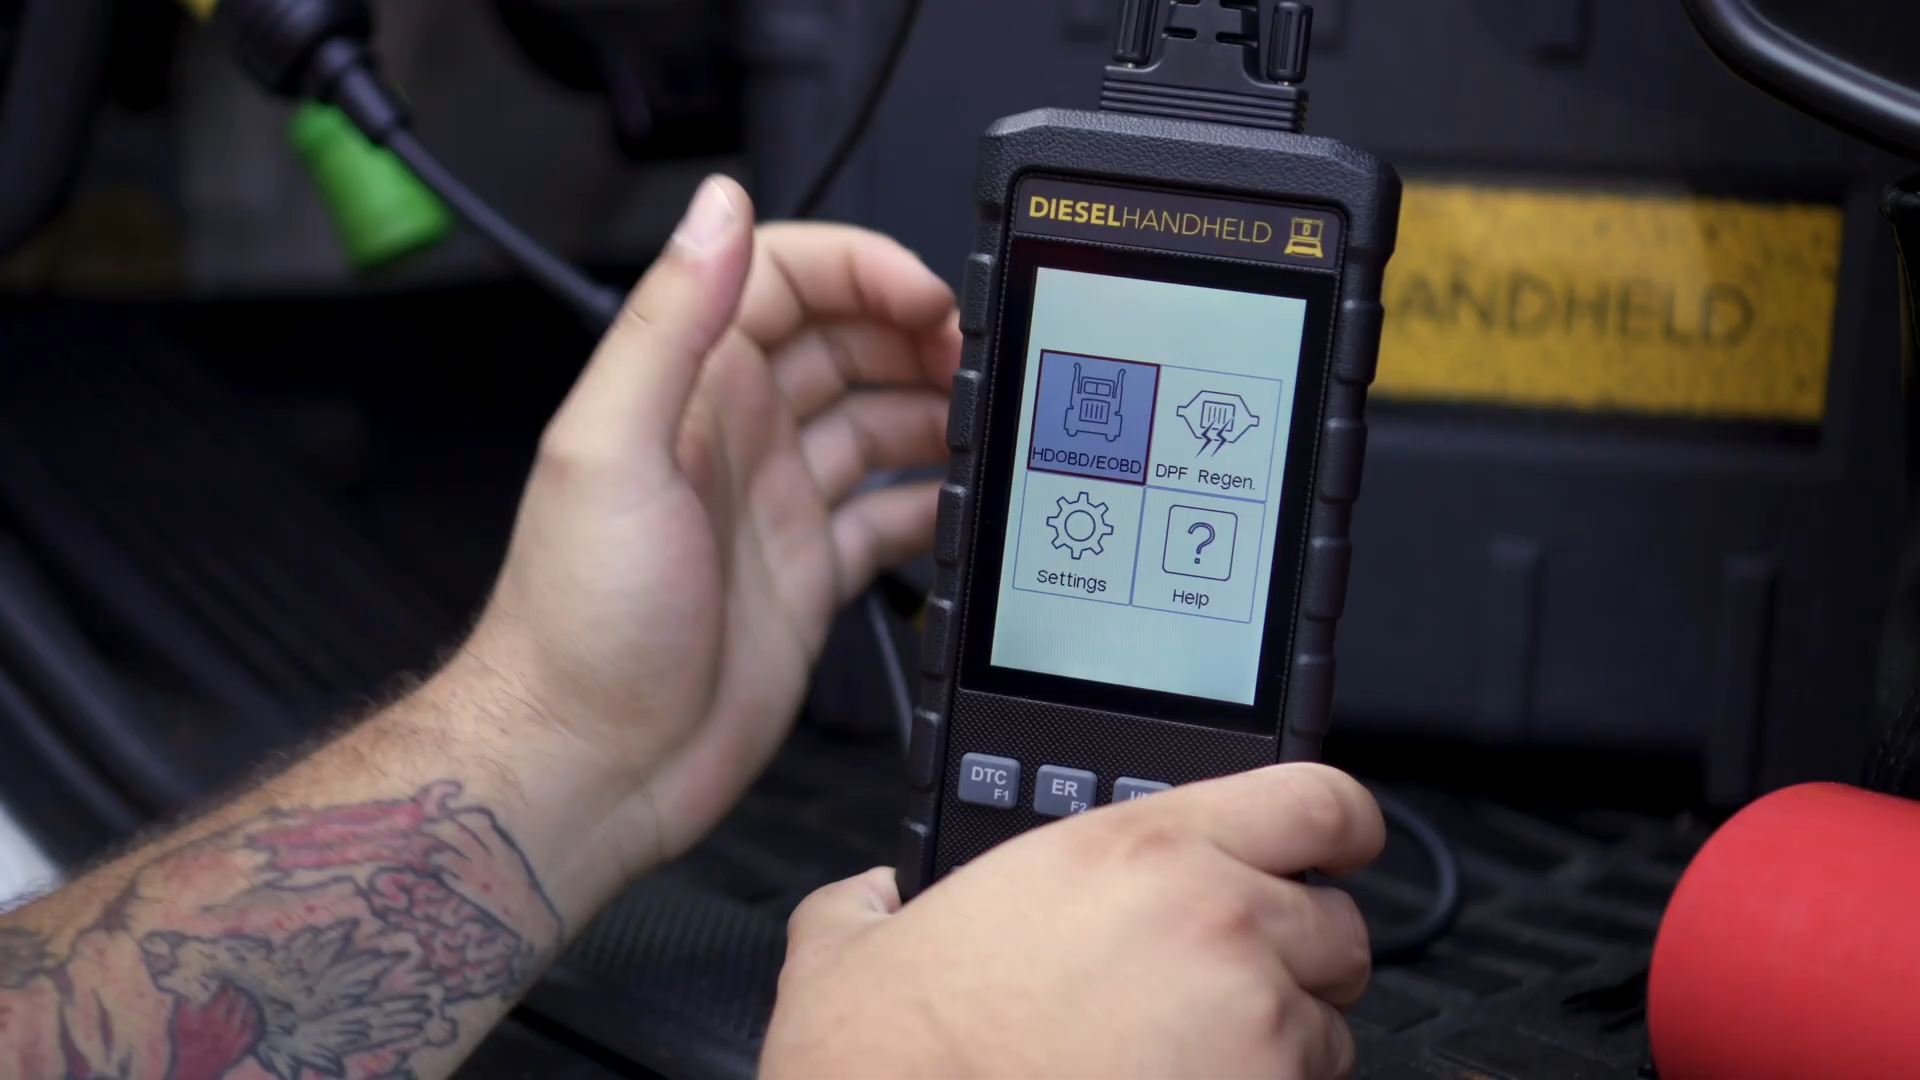 DIESELHANDHELD
ANDHELD
HDOBD/EOBD
DPF Regen.
Settings
?
Help
DTC
F1
ER
F2